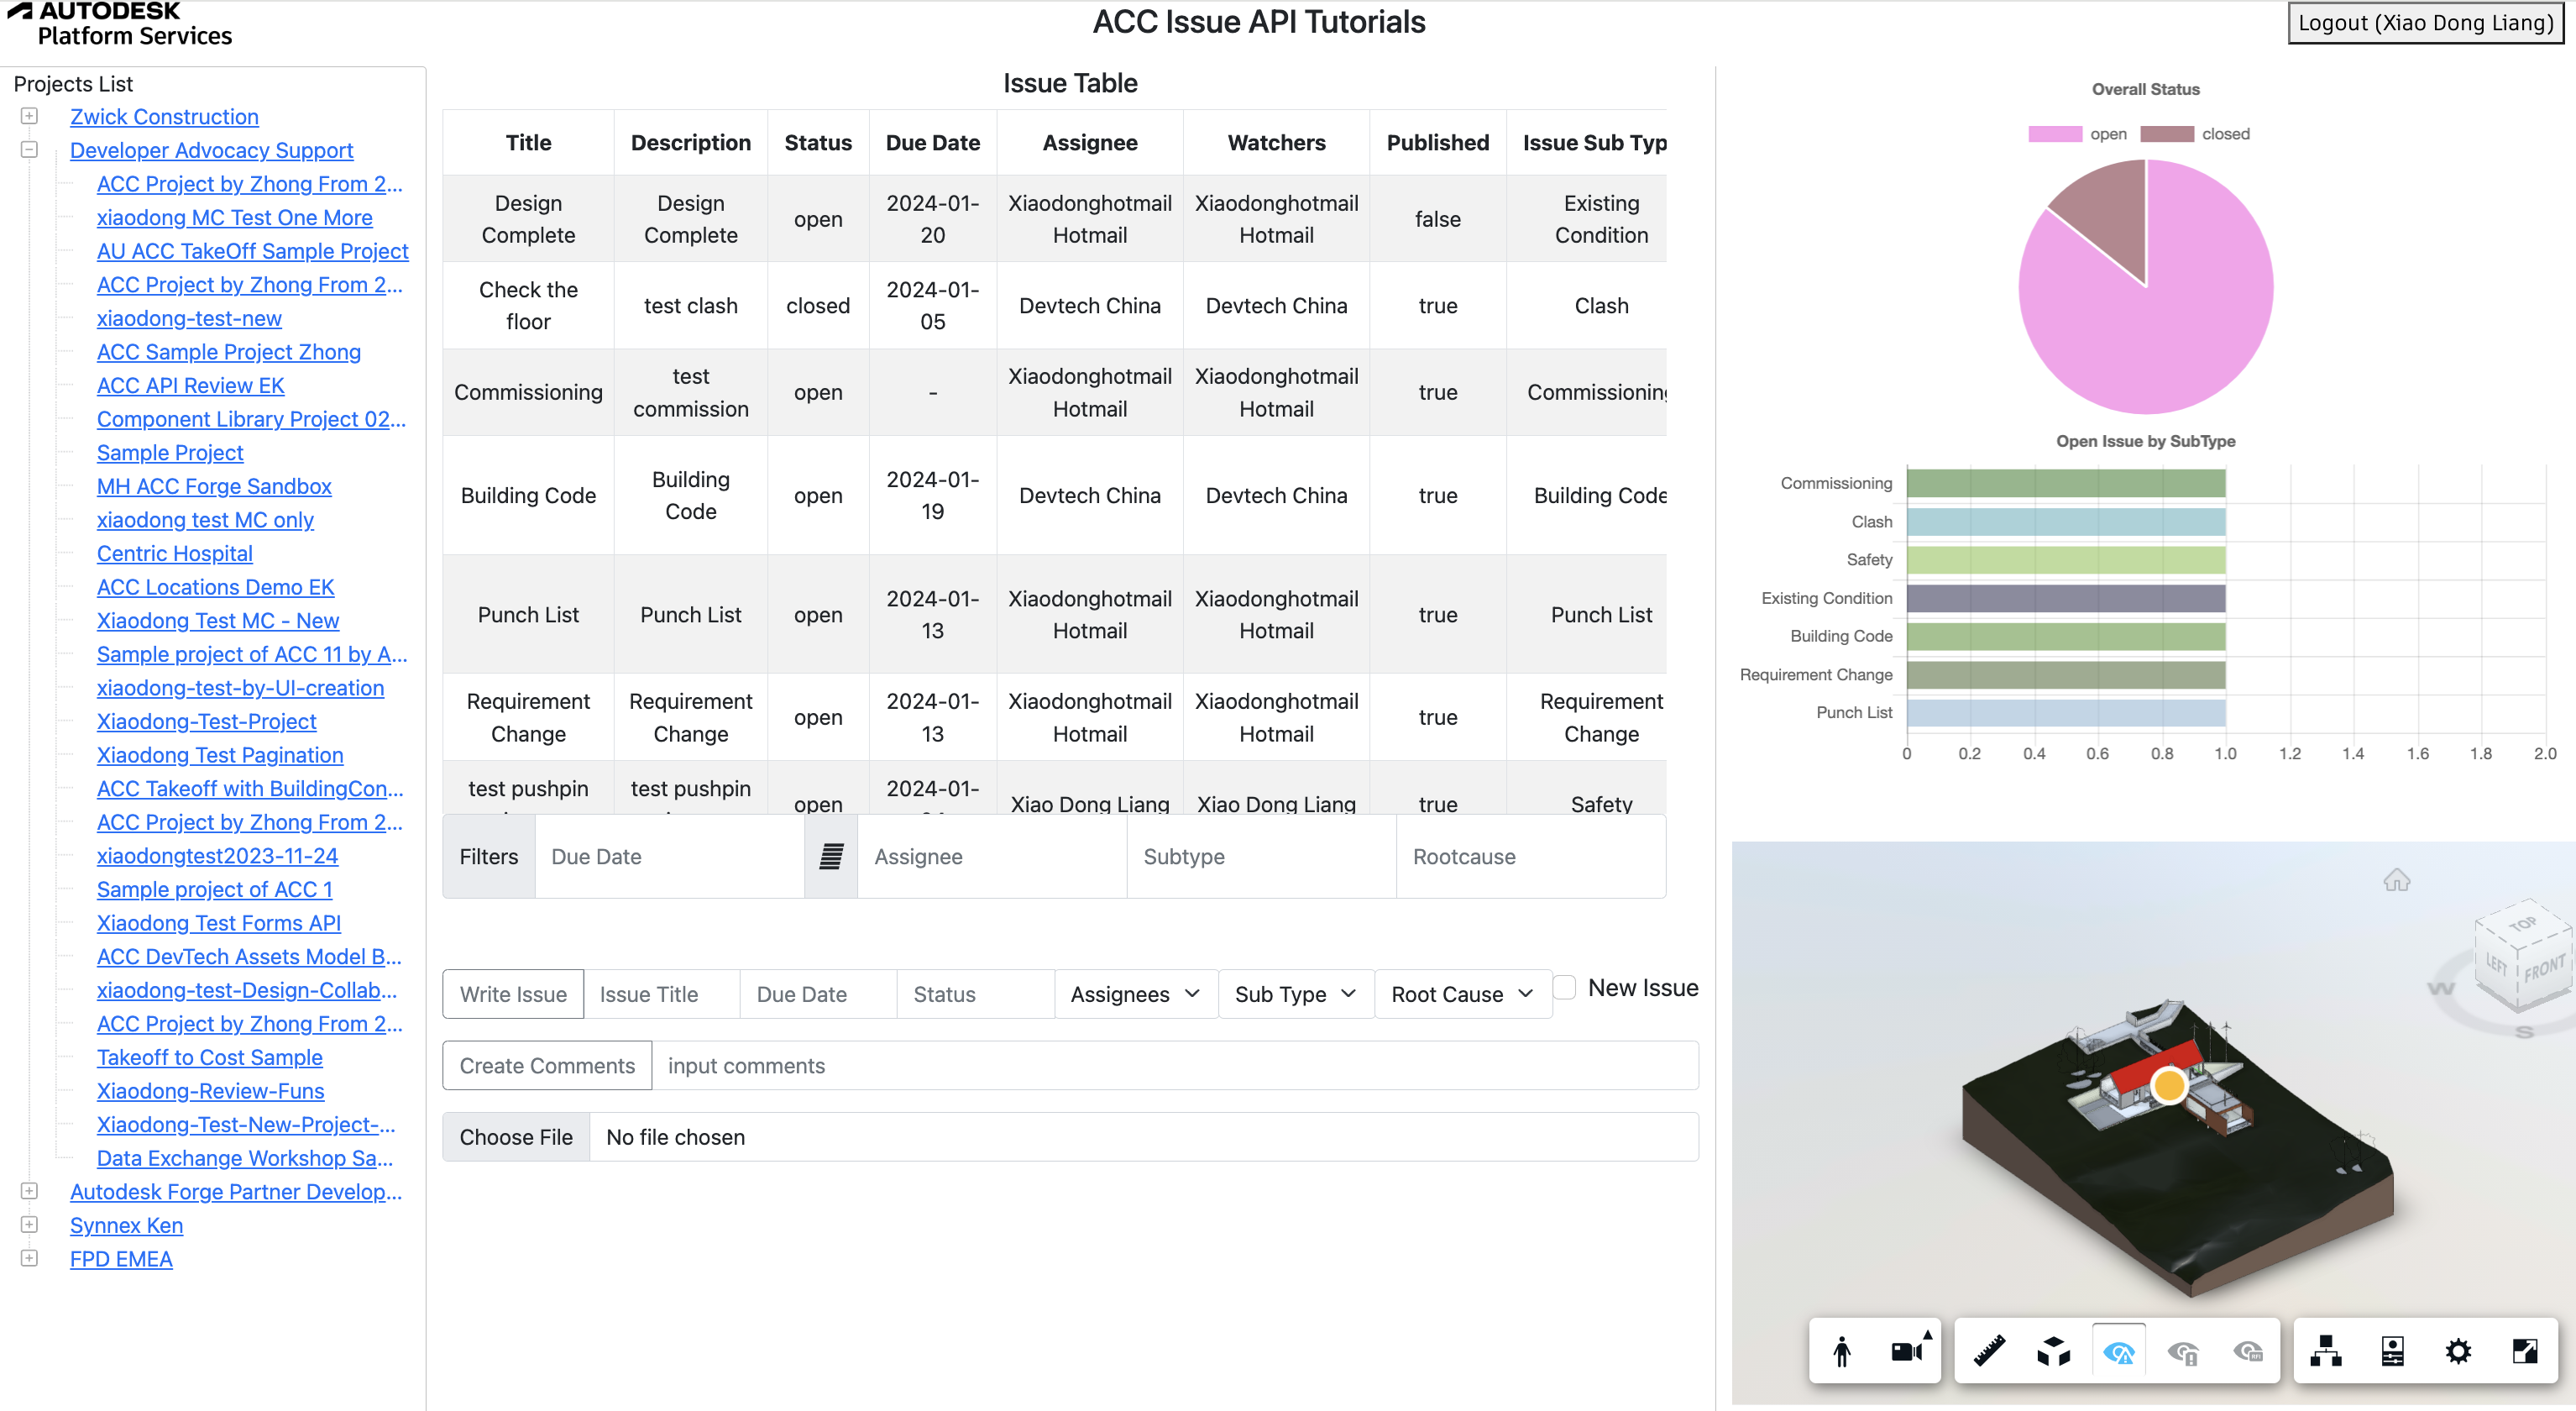 AUTODESK
Platform Services
ACC Issue API Tutorials
Logout (Xiao Dong Liang)
Projects List
Zwick Construction
Developer Advocacy Support
ACC Project by Zhong From 2...
xiaodong MC Test One More
AU ACC TakeOff Sample Project
ACC Project by Zhong From 2...
xiaodong-test-new
ACC Sample Project Zhong
ACC API Review EK
Component Library Project 02...
Sample Project
MH ACC Forge Sandbox
xiaodong test MC only
Centric Hospital
ACC Locations Demo EK
Xiaodong Test MC - New
Sample project of ACC 11 by A...
xiaodong-test-by-UI-creation
Xiaodong-Test-Project
Xiaodong Test Pagination
ACC Takeoff with BuildingCon...
ACC Project by Zhong From 2...
xiaodongtest2023-11-24
Sample project of ACC 1
Xiaodong Test Forms API
ACC DevTech Assets Model B...
xiaodong-test-Design-Collab...
ACC Project by Zhong From 2...
Takeoff to Cost Sample
Xiaodong-Review-Funs
Xiaodong-Test-New-Project-...
Data Exchange Workshop Sa...
Autodesk Forge Partner Develop...
Synnex Ken
FPD EMEA
Issue Table
Title Description Status Due Date Assignee Watchers Published Issue Sub Typ
Design Complete Design Complete open 2024-01-20 Xiaodonghotmail Hotmail Xiaodonghotmail Hotmail false Existing Condition
Check the floor test clash closed 2024-01-05 Devtech China Devtech China true Clash
Commissioning test commission open - Xiaodonghotmail Hotmail Xiaodonghotmail Hotmail true Commissioning
Building Code Building Code open 2024-01-19 Devtech China Devtech China true Building Code
Punch List Punch List open 2024-01-13 Xiaodonghotmail Hotmail Xiaodonghotmail Hotmail true Punch List
Requirement Change Requirement Change open 2024-01-13 Xiaodonghotmail Hotmail Xiaodonghotmail Hotmail true Requirement Change
test pushpin test pushpin open 2024-01- Xiao Dong Liang Xiao Dong Liang true Safety
Filters Due Date Assignee Subtype Rootcause
Write Issue Issue Title Due Date Status Assignees Sub Type Root Cause New Issue
Create Comments input comments
Choose File No file chosen
Overall Status
open closed
Open Issue by SubType
Commissioning
Clash
Safety
Existing Condition
Building Code
Requirement Change
Punch List
0 0.2 0.4 0.6 0.8 1.0 1.2 1.4 1.6 1.8 2.0
TOP
LEFT
FRONT
W
S